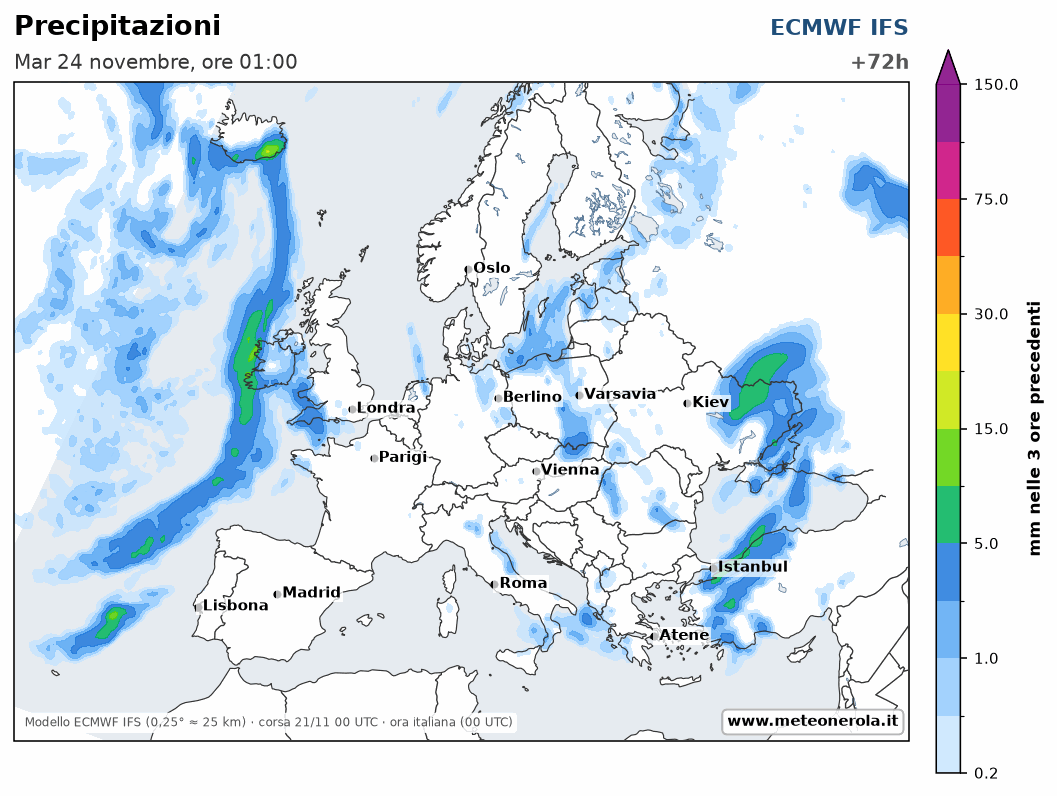 Precipitazioni
ECMWF IFS
Mar 24 novembre, ore 01:00
+72h
150.0
75.0
30.0
15.0
5.0
1.0
0.2
mm nelle 3 ore precedenti
Oslo
Berlino
Varsavia
Kiev
Londra
Parigi
Vienna
Istanbul
Roma
Madrid
Lisbona
Atene
Modello ECMWF IFS (0,25° ≈ 25 km) · corsa 21/11 00 UTC · ora italiana (00 UTC)
www.meteonerola.it